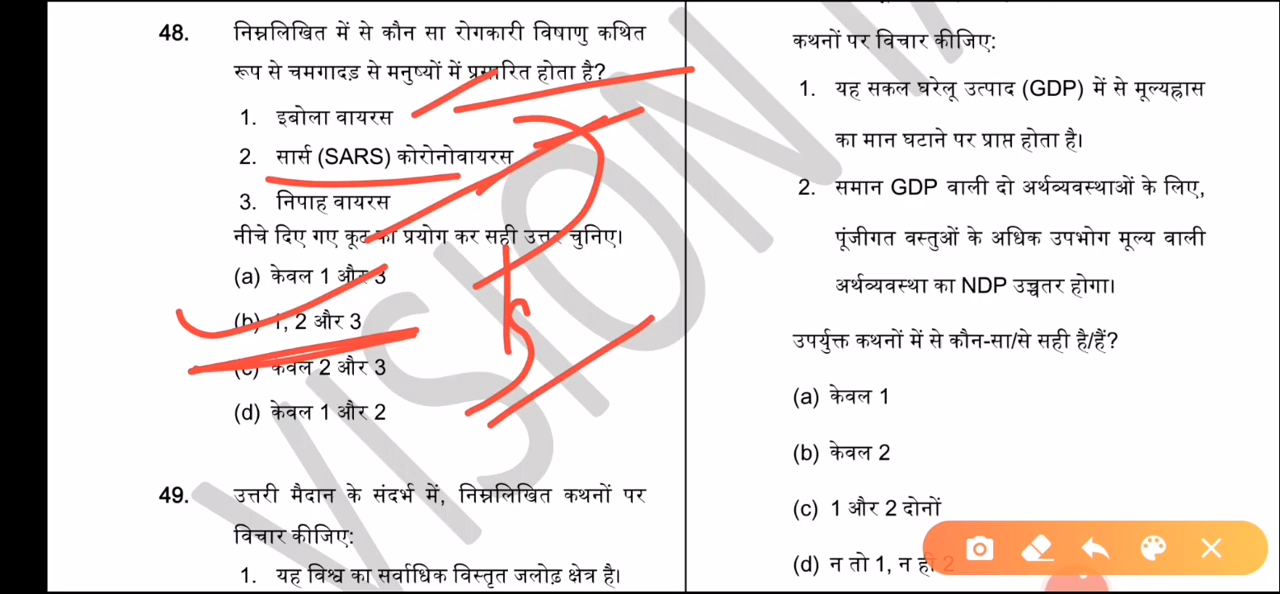 48. निम्नलिखित में से कौन सा रोगकारी विषाणु कथित
रूप से चमगादड़ से मनुष्यों में प्रसारित होता है?
1. इबोला वायरस
2. सार्स (SARS) कोरोनोवायरस
3. निपाह वायरस
नीचे दिए गए कूट का प्रयोग कर सही उत्तर चुनिए।
(a) केवल 1 और 3
(b) 1, 2 और 3
(c) केवल 2 और 3
(d) केवल 1 और 2
49. उत्तरी मैदान के संदर्भ में, निम्नलिखित कथनों पर
विचार कीजिए:
1. यह विश्व का सर्वाधिक विस्तृत जलोढ़ क्षेत्र है।
कथनों पर विचार कीजिए:
1. यह सकल घरेलू उत्पाद (GDP) में से मूल्यह्रास
का मान घटाने पर प्राप्त होता है।
2. समान GDP वाली दो अर्थव्यवस्थाओं के लिए,
पूंजीगत वस्तुओं के अधिक उपभोग मूल्य वाली
अर्थव्यवस्था का NDP उच्चतर होगा।
उपर्युक्त कथनों में से कौन-सा/से सही है/हैं?
(a) केवल 1
(b) केवल 2
(c) 1 और 2 दोनों
(d) न तो 1, न ही 2
VISION